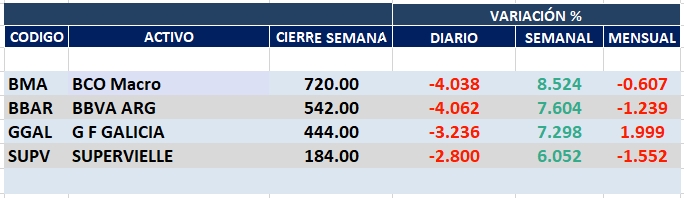 VARIACIÓN %
CODIGO ACTIVO CIERRE SEMANA DIARIO SEMANAL MENSUAL
BMA BCO Macro 720.00 -4.038 8.524 -0.607
BBAR BBVA ARG 542.00 -4.062 7.604 -1.239
GGAL G F GALICIA 444.00 -3.236 7.298 1.999
SUPV SUPERVIELLE 184.00 -2.800 6.052 -1.552